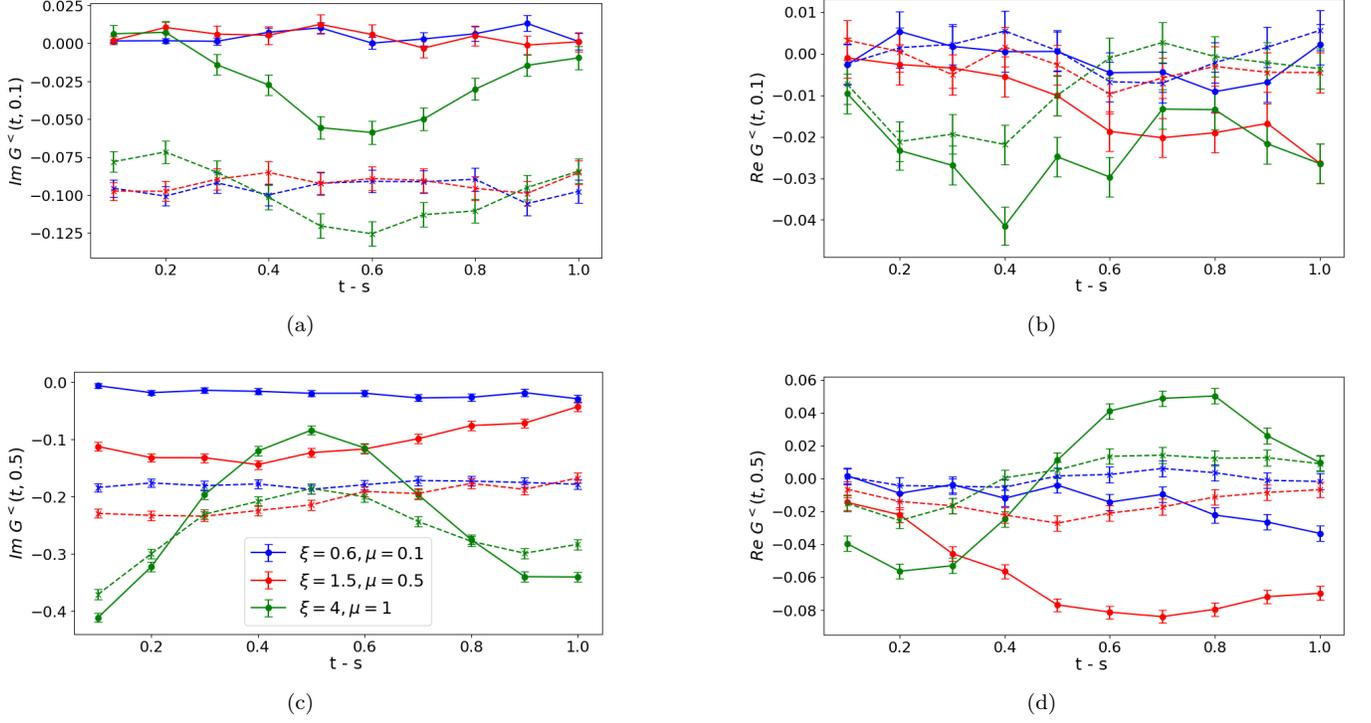 0.025
0.000
−0.025
−0.050
−0.075
−0.100
−0.125
Im G^<(t, 0.1)
0.2 0.4 0.6 0.8 1.0
t - s
(a)
0.01
0.00
−0.01
−0.02
−0.03
−0.04
Re G^<(t, 0.1)
0.2 0.4 0.6 0.8 1.0
t - s
(b)
0.0
−0.1
−0.2
−0.3
−0.4
Im G^<(t, 0.5)
ξ = 0.6, μ = 0.1
ξ = 1.5, μ = 0.5
ξ = 4, μ = 1
0.2 0.4 0.6 0.8 1.0
t - s
(c)
0.06
0.04
0.02
0.00
−0.02
−0.04
−0.06
−0.08
Re G^<(t, 0.5)
0.2 0.4 0.6 0.8 1.0
t - s
(d)